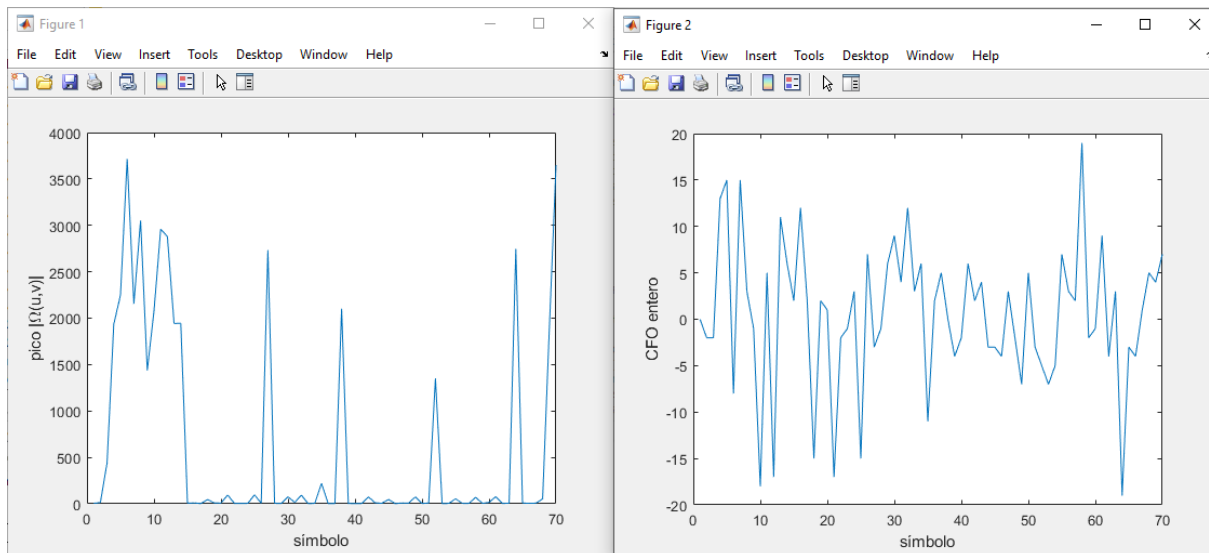 Figure 1
File Edit View Insert Tools Desktop Window Help
4000
3500
3000
2500
2000
1500
1000
500
0
0 10 20 30 40 50 60 70
pico |Ω(u,v)|
símbolo
Figure 2
File Edit View Insert Tools Desktop Window Help
20
15
10
5
0
-5
-10
-15
-20
0 10 20 30 40 50 60 70
CFO entero
símbolo